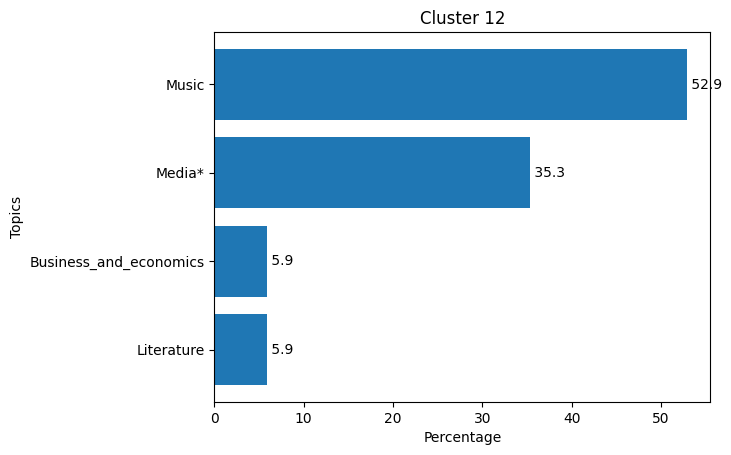 Cluster 12
Music
52.9
Media*
35.3
Topics
Business_and_economics
5.9
Literature
5.9
0 10 20 30 40 50
Percentage